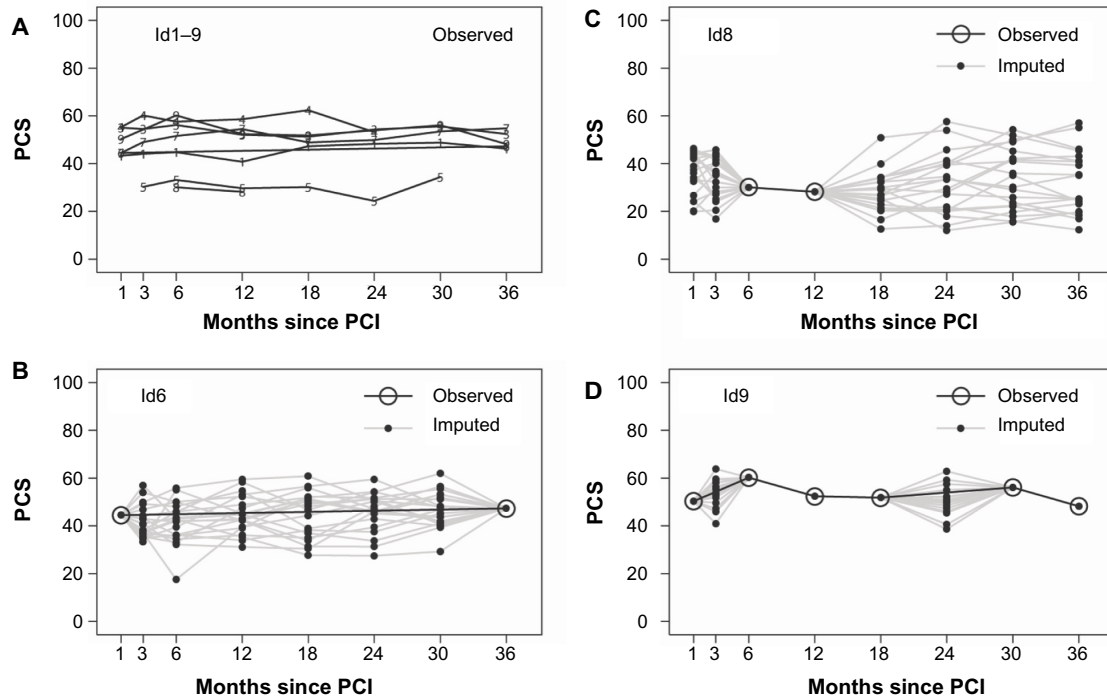 A
Id1–9 Observed
100
80
60
40
20
0
PCS
1 3 6 12 18 24 30 36
Months since PCI
C
Id8
Observed
Imputed
100
80
60
40
20
0
PCS
1 3 6 12 18 24 30 36
Months since PCI
B
Id6
Observed
Imputed
100
80
60
40
20
0
PCS
1 3 6 12 18 24 30 36
Months since PCI
D
Id9
Observed
Imputed
100
80
60
40
20
0
PCS
1 3 6 12 18 24 30 36
Months since PCI